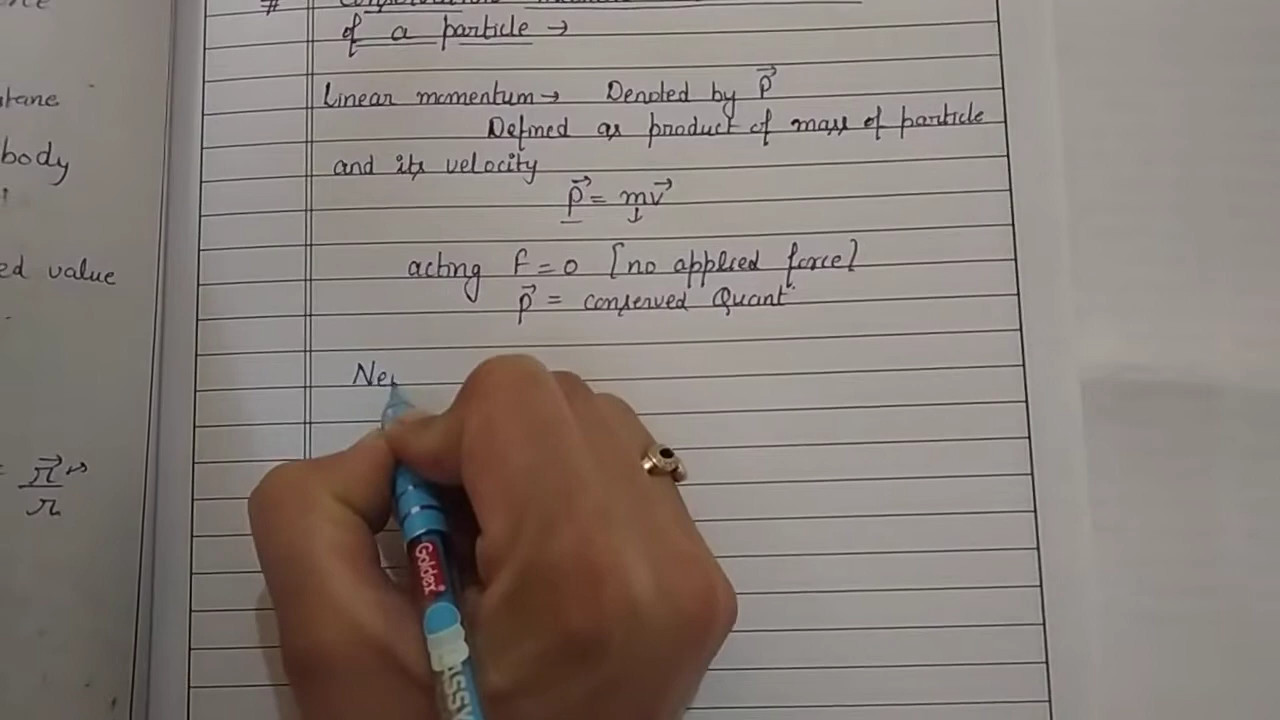 #
of a particle →
Linear momentum → Denoted by p⃗
Defined as product of mass of particle
and its velocity
p⃗ = mv⃗
acting F = 0 [no applied force]
p⃗ = conserved Quant
Ne
body
ed value
r⃗
r
Goldex